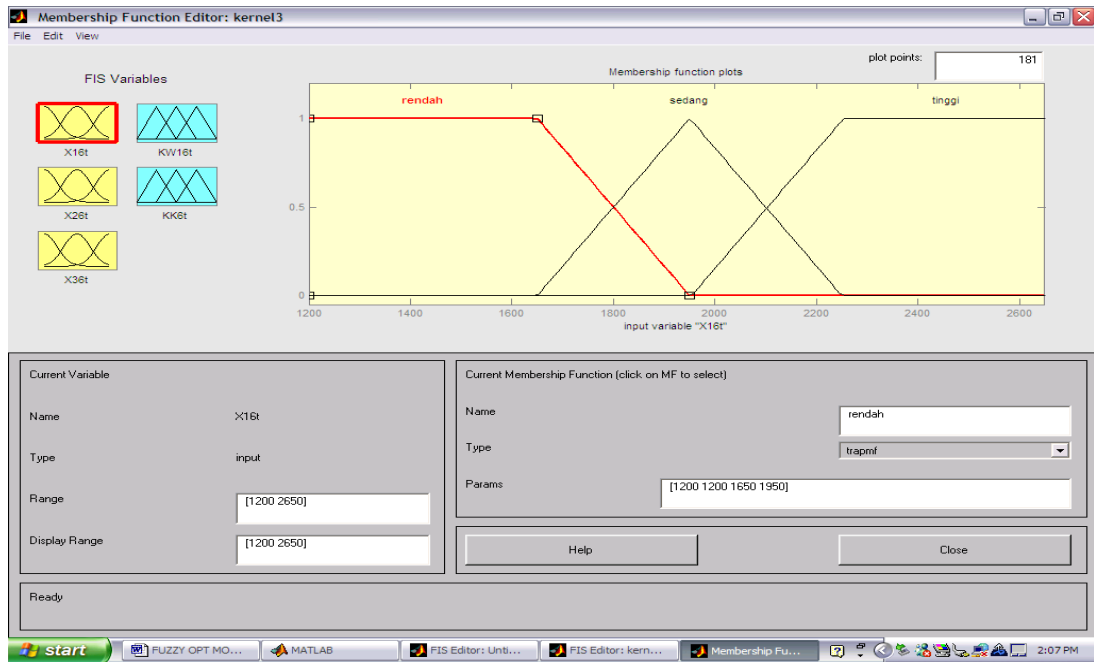 Membership Function Editor: kernel3
File Edit View
FIS Variables
X16t
KW16t
X26t
KK6t
X36t
plot points:
181
Membership function plots
rendah
sedang
tinggi
1
0.5
0
1200 1400 1600 1800 2000 2200 2400 2600
input variable "X16t"
Current Variable
Name
X16t
Type
input
Range
[1200 2650]
Display Range
[1200 2650]
Current Membership Function (click on MF to select)
Name
rendah
Type
trapmf
Params
[1200 1200 1650 1950]
Help
Close
Ready
start
FUZZY OPT MO...
MATLAB
FIS Editor: Unti...
FIS Editor: kern...
Membership Fu...
2:07 PM